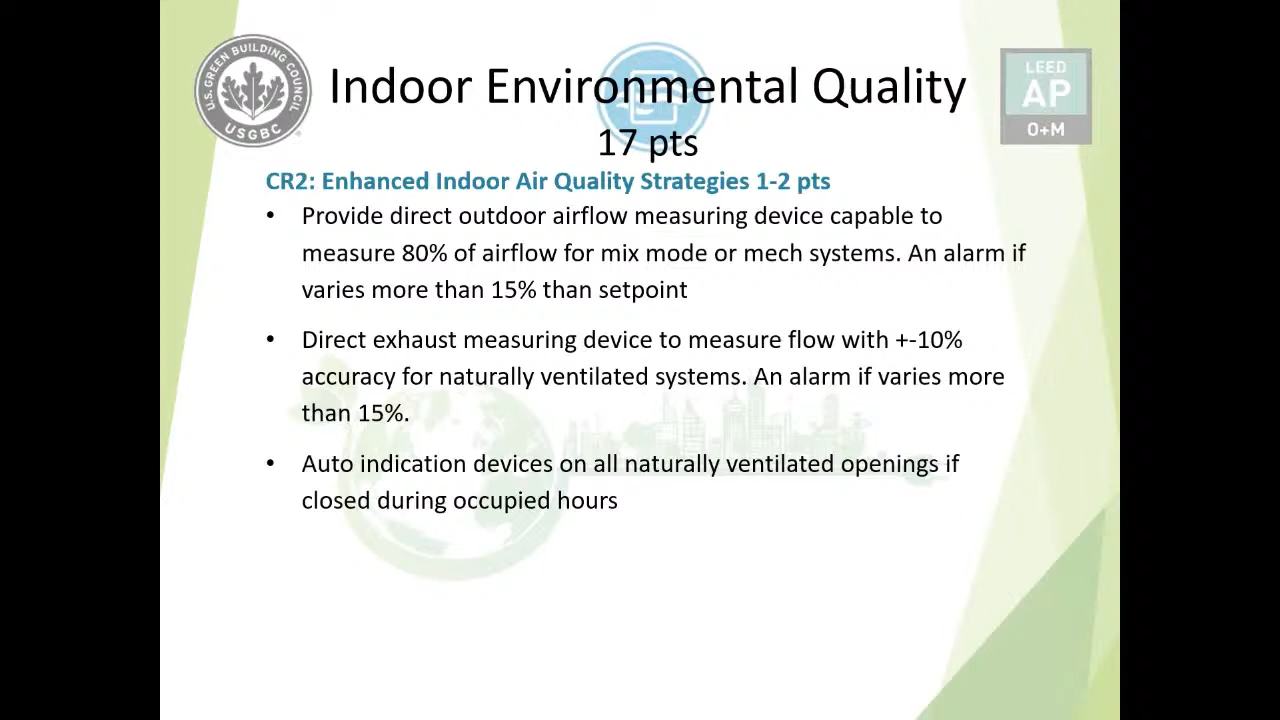 U.S. GREEN BUILDING COUNCIL
USGBC
Indoor Environmental Quality
17 pts
LEED
AP
O+M
CR2: Enhanced Indoor Air Quality Strategies 1-2 pts
• Provide direct outdoor airflow measuring device capable to
measure 80% of airflow for mix mode or mech systems. An alarm if
varies more than 15% than setpoint
• Direct exhaust measuring device to measure flow with +-10%
accuracy for naturally ventilated systems. An alarm if varies more
than 15%.
• Auto indication devices on all naturally ventilated openings if
closed during occupied hours